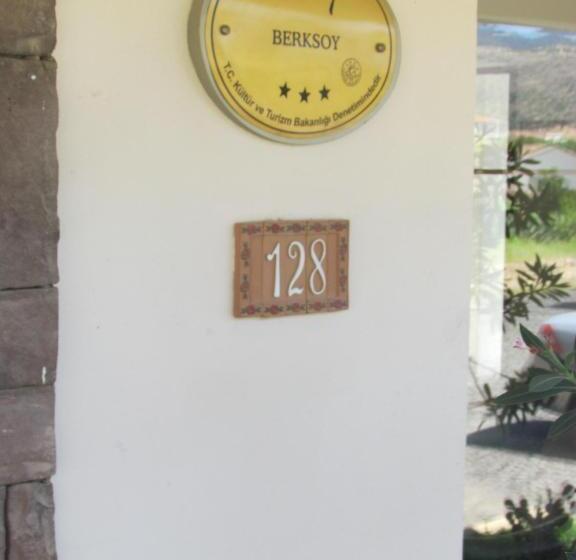 BERKSOY
T.C. Kültür ve Turizm Bakanlığı Denetimindedir
128